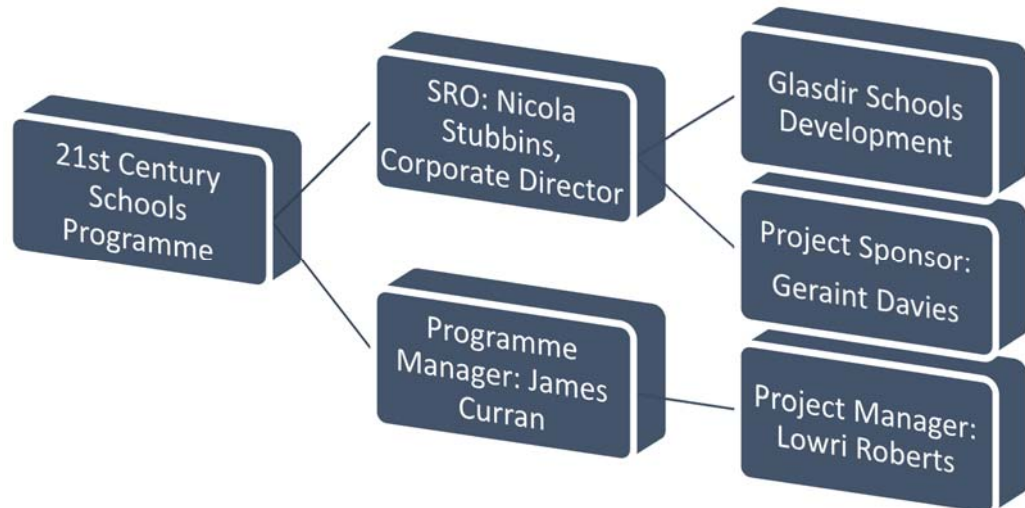 21st Century
Schools
Programme
SRO: Nicola
Stubbins,
Corporate Director
Programme
Manager: James
Curran
Glasdir Schools
Development
Project Sponsor:
Geraint Davies
Project Manager:
Lowri Roberts